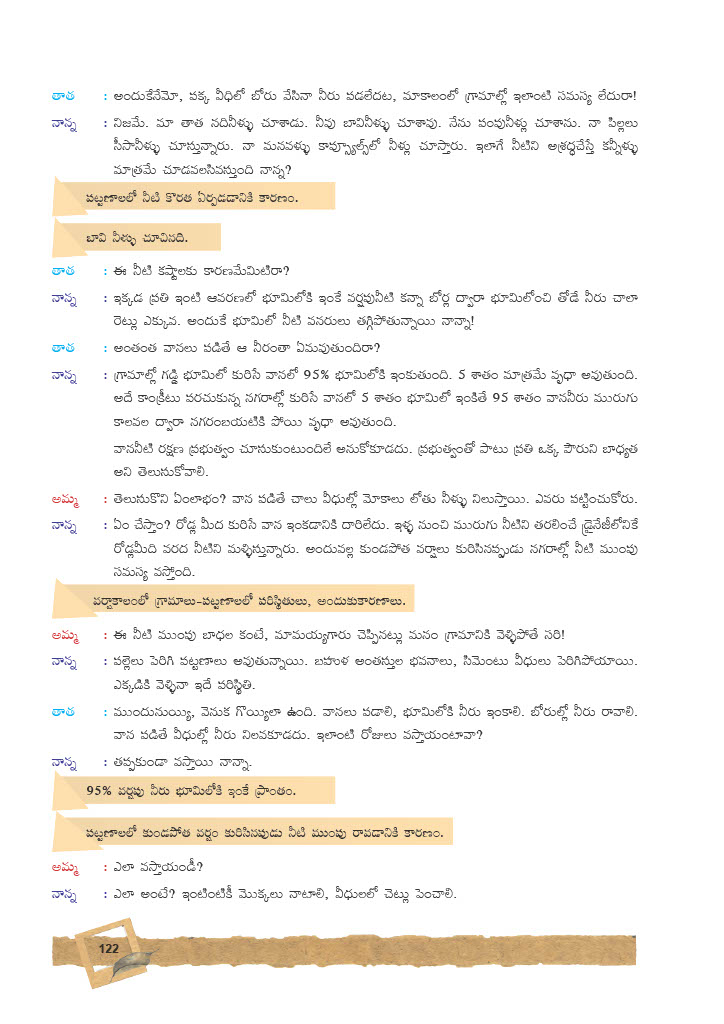 తాత : అందుకేనేమో, పక్క వీధిలో బోరు వేసినా నీరు పడలేదట, మాకాలంలో గ్రామాల్లో ఇలాంటి సమస్య లేదురా!
నాన్న : నిజమే. మా తాత నదినీళ్ళు చూశాడు. నీవు బావినీళ్ళు చూశావు. నేను పంపునీళ్లు చూశాను. నా పిల్లలు
సీసానీళ్ళు చూస్తున్నారు. నా మనవళ్ళు కాప్స్యూల్స్‌లో నీళ్లు చూస్తారు. ఇలాగే నీటిని అశ్రద్ధచేస్తే కన్నీళ్ళు
మాత్రమే చూడవలసివస్తుంది నాన్నా?
పట్టణాలలో నీటి కొరత ఏర్పడడానికి కారణం.
బావి నీళ్ళు చూచినది.
తాత : ఈ నీటి కష్టాలకు కారణమేమిటిరా?
నాన్న : ఇక్కడ ప్రతి ఇంటి ఆవరణలో భూమిలోకి ఇంకే వర్షపునీటి కన్నా బోర్ల ద్వారా భూమిలోంచి తోడే నీరు చాలా
రెట్లు ఎక్కువ. అందుకే భూమిలో నీటి వనరులు తగ్గిపోతున్నాయి నాన్నా!
తాత : అంతంత వానలు పడితే ఆ నీరంతా ఏమవుతుందిరా?
నాన్న : గ్రామాల్లో గడ్డి భూమిలో కురిసే వానలో 95% భూమిలోకి ఇంకుతుంది. 5 శాతం మాత్రమే వృధా అవుతుంది.
అదే కాంక్రీటు పరచుకున్న నగరాల్లో కురిసే వానలో 5 శాతం భూమిలో ఇంకితే 95 శాతం వాననీరు మురుగు
కాలవల ద్వారా నగరంబయటికి పోయి వృధా అవుతుంది.
వాననీటి రక్షణ ప్రభుత్వం చూసుకుంటుందిలే అనుకోకూడదు. ప్రభుత్వంతో పాటు ప్రతి ఒక్క పౌరుని బాధ్యత
అని తెలుసుకోవాలి.
అమ్మ : తెలుసుకొని ఏంలాభం? వాన పడితే చాలు వీధుల్లో మోకాలు లోతు నీళ్ళు నిలుస్తాయి. ఎవరు పట్టించుకోరు.
నాన్న : ఏం చేస్తాం? రోడ్ల మీద కురిసే వాన ఇంకడానికి దారిలేదు. ఇళ్ళ నుంచి మురుగు నీటిని తరలించే డ్రైనేజీలోనికే
రోడ్లమీది వరద నీటిని మళ్ళిస్తున్నారు. అందువల్ల కుండపోత వర్షాలు కురిసినప్పుడు నగరాల్లో నీటి ముంపు
సమస్య వస్తోంది.
వర్షాకాలంలో గ్రామాలు-పట్టణాలలో పరిస్థితులు, అందుకుకారణాలు.
అమ్మ : ఈ నీటి ముంపు బాధల కంటే, మామయ్యగారు చెప్పినట్లు మనం గ్రామానికి వెళ్ళిపోతే సరి!
నాన్న : పల్లెలు పెరిగి పట్టణాలు అవుతున్నాయి. బహుళ అంతస్తుల భవనాలు, సిమెంటు వీధులు పెరిగిపోయాయి.
ఎక్కడికి వెళ్ళినా ఇదే పరిస్థితి.
తాత : ముందునుయ్యి, వెనుక గొయ్యిలా ఉంది. వానలు పడాలి, భూమిలోకి నీరు ఇంకాలి. బోరుల్లో నీరు రావాలి.
వాన పడితే వీధుల్లో నీరు నిలవకూడదు. ఇలాంటి రోజులు వస్తాయంటావా?
నాన్న : తప్పకుండా వస్తాయి నాన్నా.
95% వర్షపు నీరు భూమిలోకి ఇంకే ప్రాంతం.
పట్టణాలలో కుండపోత వర్షం కురిసినపుడు నీటి ముంపు రావడానికి కారణం.
అమ్మ : ఎలా వస్తాయండీ?
నాన్న : ఎలా అంటే? ఇంటింటికీ మొక్కలు నాటాలి, వీధులలో చెట్లు పెంచాలి.
122